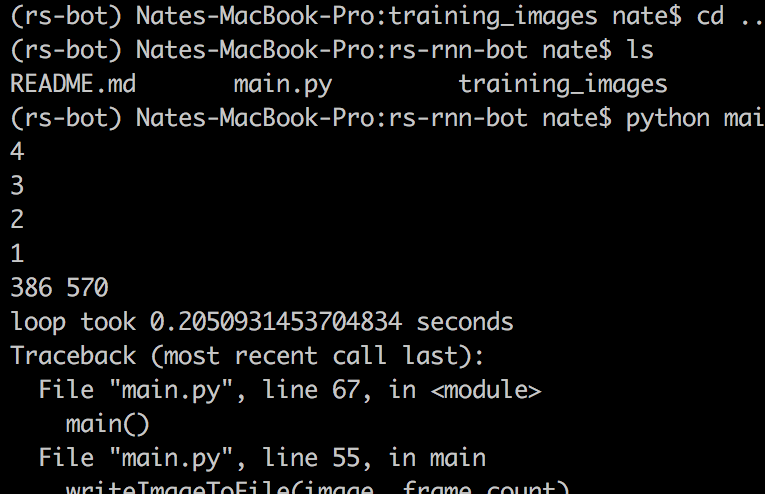 (rs-bot) Nates-MacBook-Pro:training_images nate$ cd ..
(rs-bot) Nates-MacBook-Pro:rs-rnn-bot nate$ ls
README.md main.py training_images
(rs-bot) Nates-MacBook-Pro:rs-rnn-bot nate$ python mai
4
3
2
1
386 570
loop took 0.2050931453704834 seconds
Traceback (most recent call last):
File "main.py", line 67, in <module>
main()
File "main.py", line 55, in main
writeImageToFile(image, frame_count)